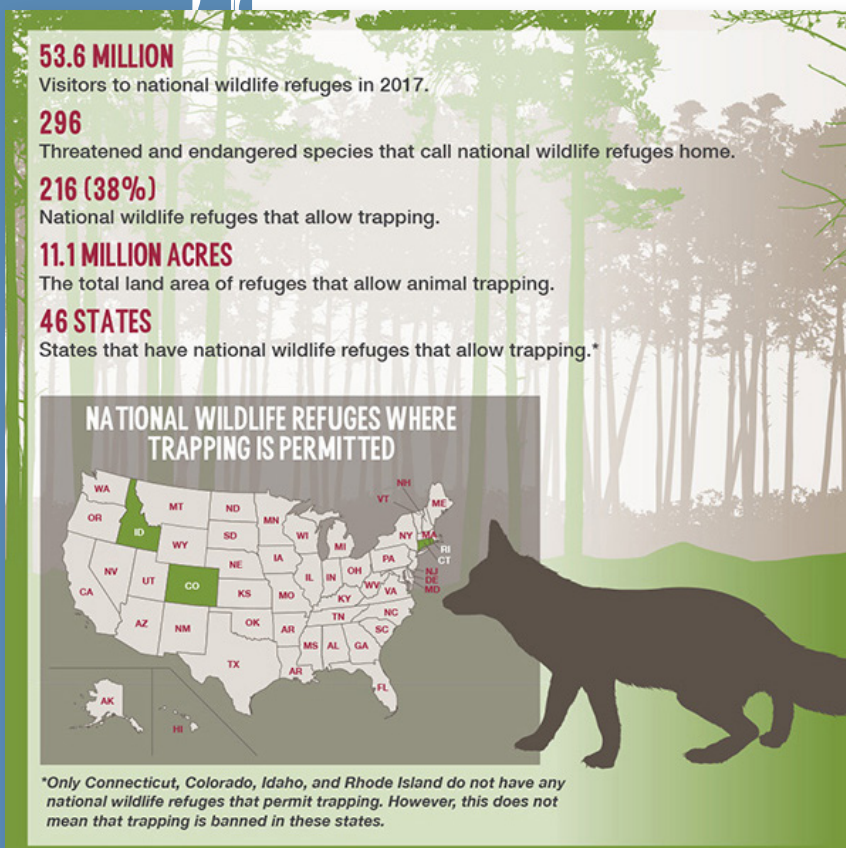 53.6 MILLION
Visitors to national wildlife refuges in 2017.
296
Threatened and endangered species that call national wildlife refuges home.
216 (38%)
National wildlife refuges that allow trapping.
11.1 MILLION ACRES
The total land area of refuges that allow animal trapping.
46 STATES
States that have national wildlife refuges that allow trapping.*
NATIONAL WILDLIFE REFUGES WHERE
TRAPPING IS PERMITTED
WA
OR
ID
MT
WY
ND
SD
NE
KS
MN
IA
MO
WI
MI
IL
IN
OH
KY
NH
VT
ME
NY
MA
RI
CT
PA
NJ
DE
MD
WV
VA
NC
SC
TN
CA
NV
UT
CO
AZ
NM
OK
AR
TX
AR
MS
AL
GA
FL
AK
HI
*Only Connecticut, Colorado, Idaho, and Rhode Island do not have any
national wildlife refuges that permit trapping. However, this does not
mean that trapping is banned in these states.